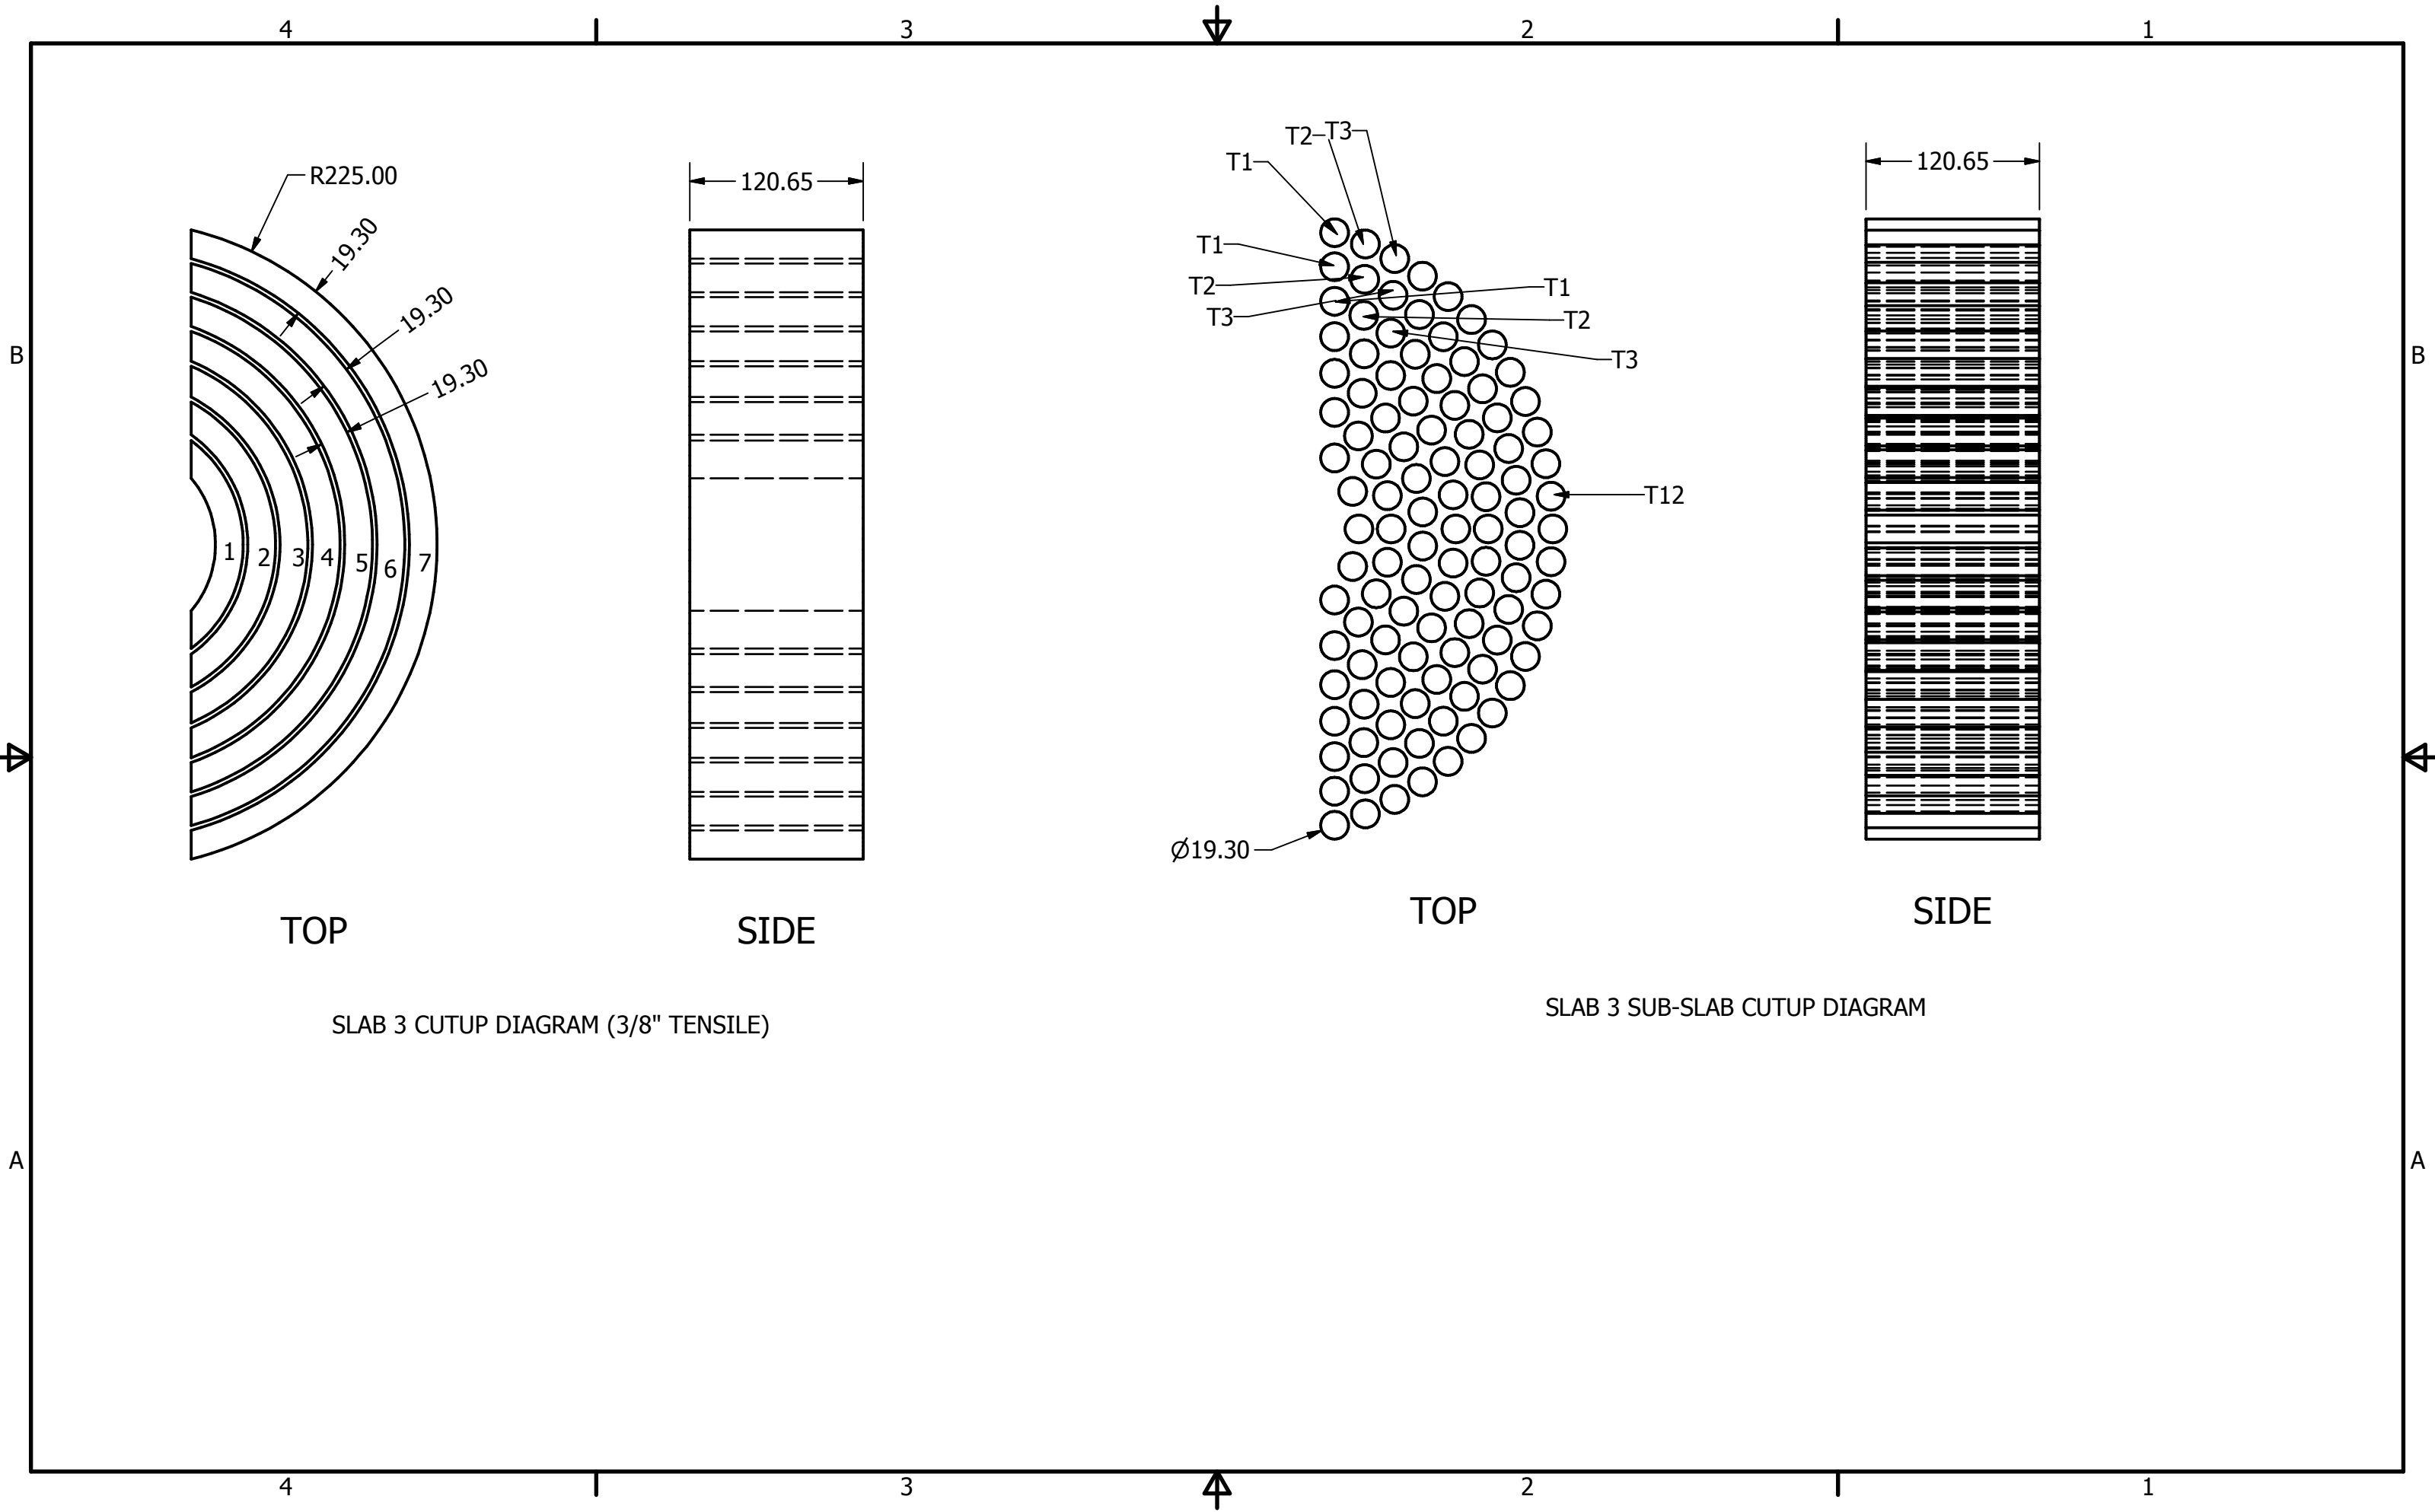 4 3 2 1
T2 T3
T1
120.65
R225.00
120.65
19.30
T1
T2
T1
19.30
T3
T2
B
B
T3
19.30
T12
1 2 3 4 5 6 7
Ø19.30
TOP
SIDE
TOP
SIDE
SLAB 3 SUB-SLAB CUTUP DIAGRAM
SLAB 3 CUTUP DIAGRAM (3/8" TENSILE)
A
A
4 3 2 1